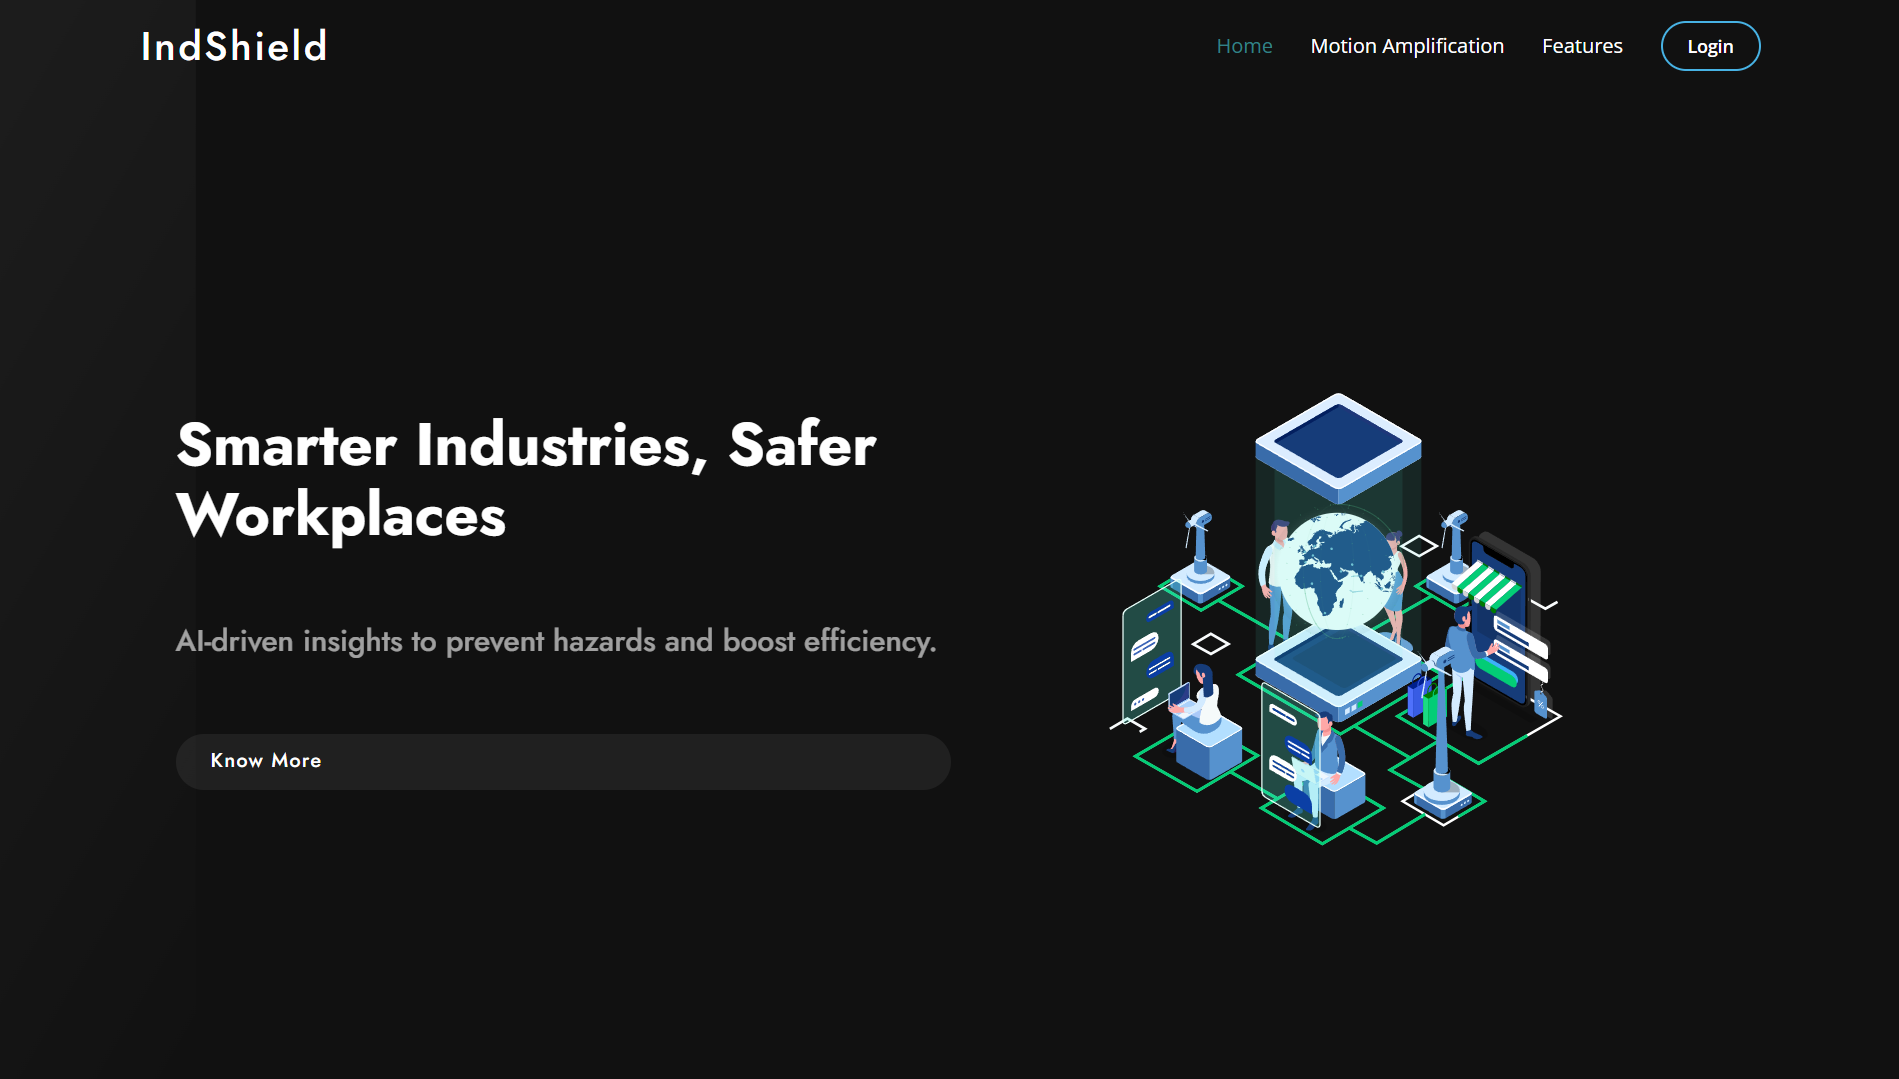 IndShield
Home
Motion Amplification
Features
Login
Smarter Industries, Safer
Workplaces
AI-driven insights to prevent hazards and boost efficiency.
Know More